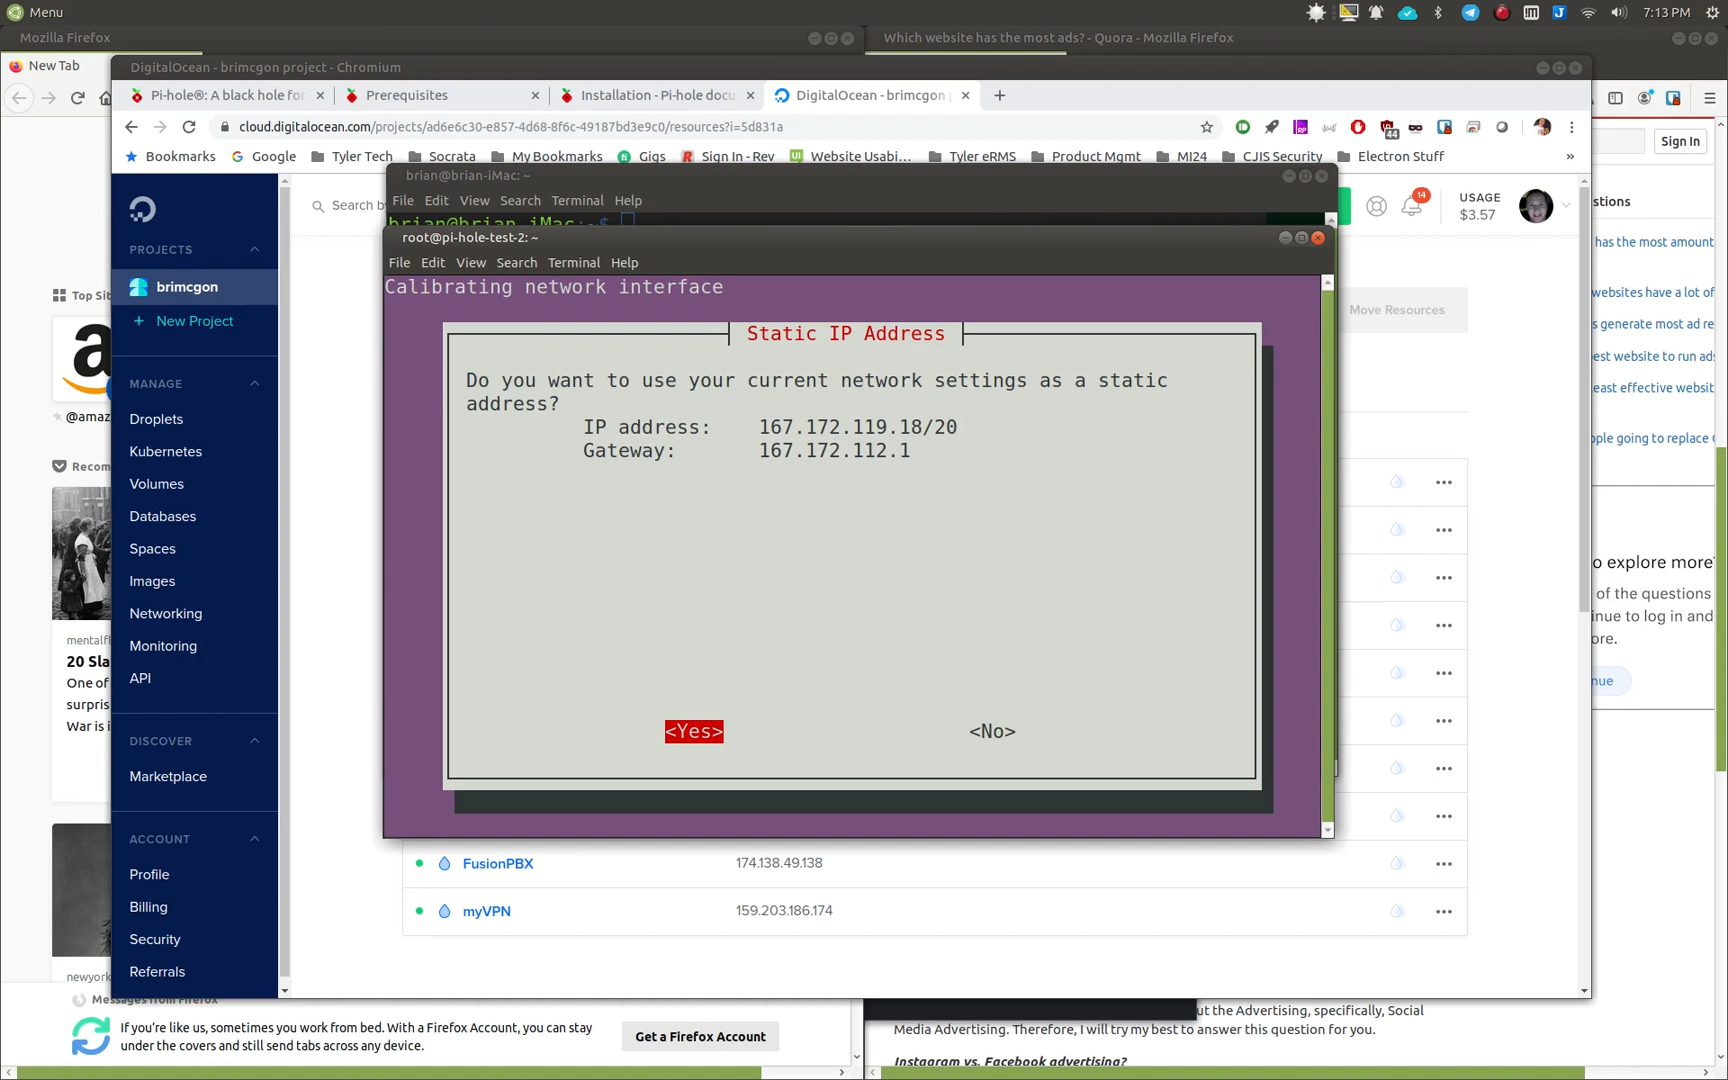 Menu
7:13 PM
Mozilla Firefox
Which website has the most ads? - Quora - Mozilla Firefox
New Tab
DigitalOcean - brimcgon project - Chromium
Pi-hole®: A black hole for
Prerequisites
Installation - Pi-hole docu
DigitalOcean - brimcgon
cloud.digitalocean.com/projects/ad6e6c30-e857-4d68-8f6c-49187bd3e9c0/resources?i=5d831a
44
Bookmarks
Google
Tyler Tech
Socrata
My Bookmarks
Gigs
Sign In - Rev
Website Usabi...
Tyler eRMS
Product Mgmt
MI24
CJIS Security
Electron Stuff
»
Sign In
brian@brian-iMac: ~
File Edit View Search Terminal Help
brian@brian-iMac:~$
Search by
14
USAGE
$3.57
root@pi-hole-test-2: ~
File Edit View Search Terminal Help
Calibrating network interface
Static IP Address
Do you want to use your current network settings as a static
address?
IP address: 167.172.119.18/20
Gateway: 167.172.112.1
<Yes>
<No>
PROJECTS
brimcgon
+ New Project
MANAGE
Droplets
Kubernetes
Volumes
Databases
Spaces
Images
Networking
Monitoring
API
DISCOVER
Marketplace
ACCOUNT
Profile
Billing
Security
Referrals
Move Resources
FusionPBX
174.138.49.138
myVPN
159.203.186.174
Top Sit
a
@amaz
Recom
mentalfl
20 Sla
One of
surpris
War is i
newyork
Messages from Firefox
If you're like us, sometimes you work from bed. With a Firefox Account, you can stay
under the covers and still send tabs across any device.
Get a Firefox Account
stions
has the most amount
websites have a lot of
s generate most ad re
pest website to run ads
east effective websit
ople going to replace
o explore more?
of the questions
inue to log in and
ore.
nue
ut the Advertising, specifically, Social
Media Advertising. Therefore, I will try my best to answer this question for you.
Instagram vs. Facebook advertising?